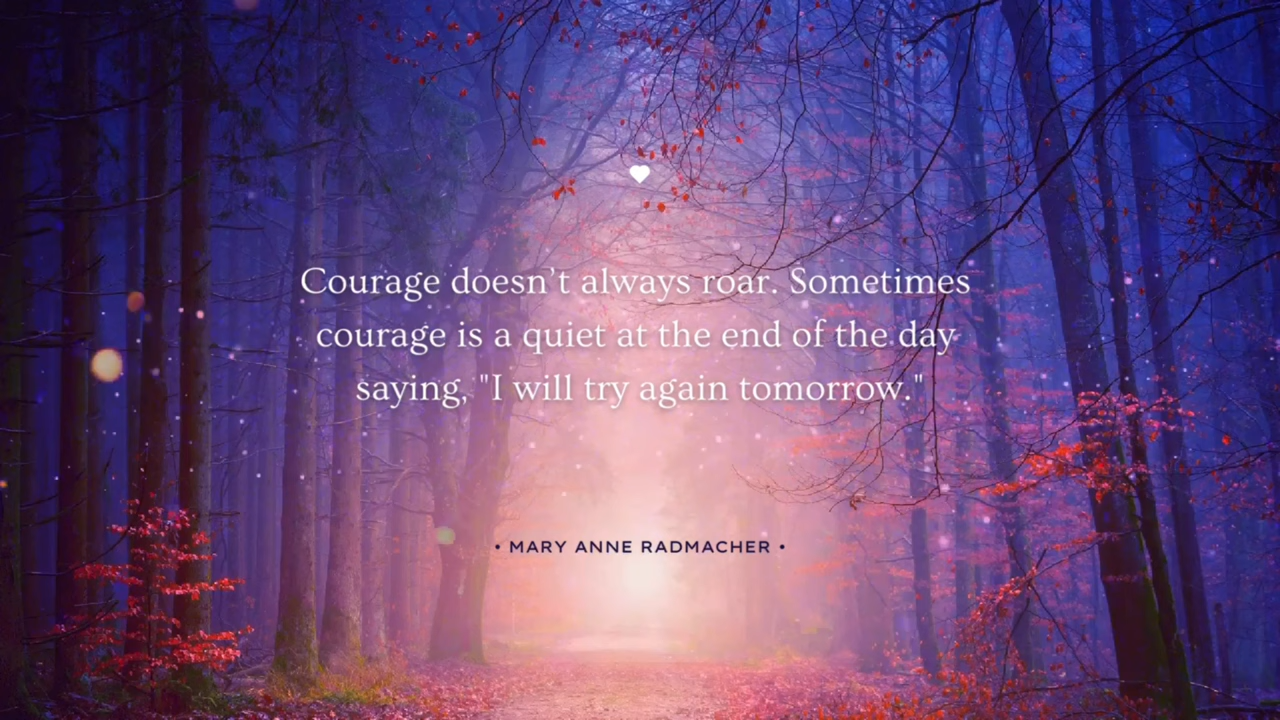 Courage doesn’t always roar. Sometimes
courage is a quiet at the end of the day
saying, "I will try again tomorrow."
• MARY ANNE RADMACHER •